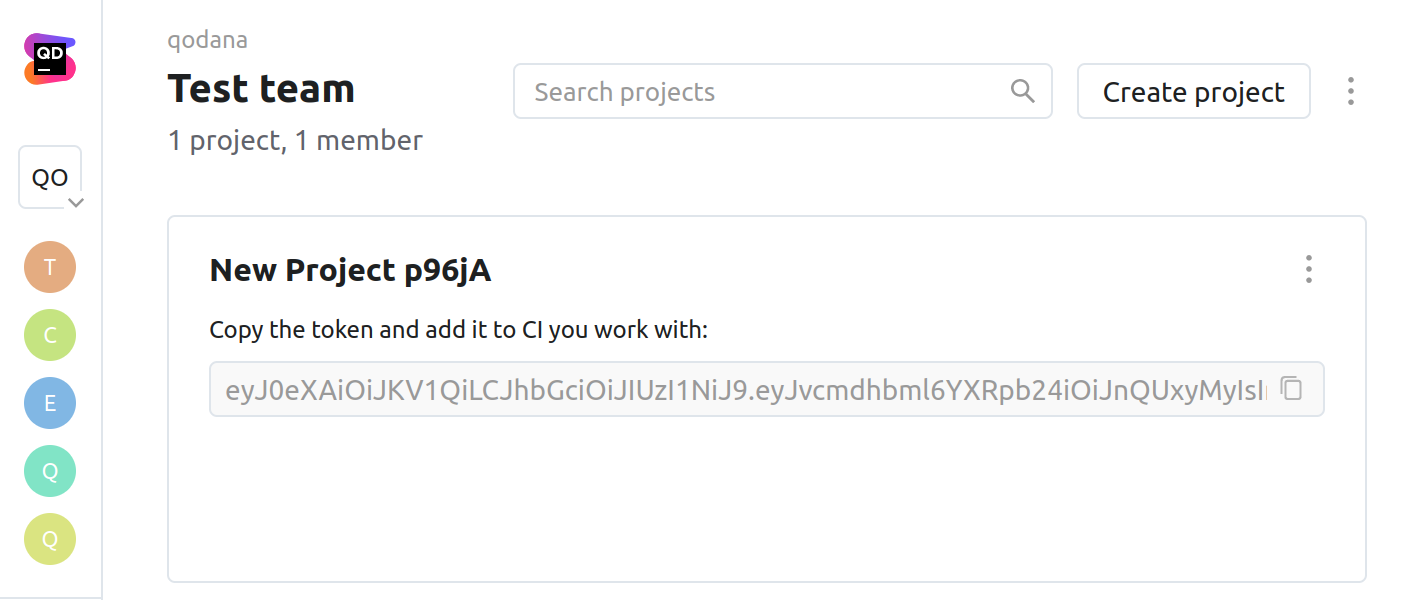 QD
qodana
Test team
1 project, 1 member
Search projects
Create project
QO
T
C
E
Q
Q
New Project p96jA
Copy the token and add it to CI you work with:
eyJ0eXAiOiJKV1QiLCJhbGciOiJIUzI1NiJ9.eyJvcmdhbml6YXRpb24iOiJnQUxyMyIsI